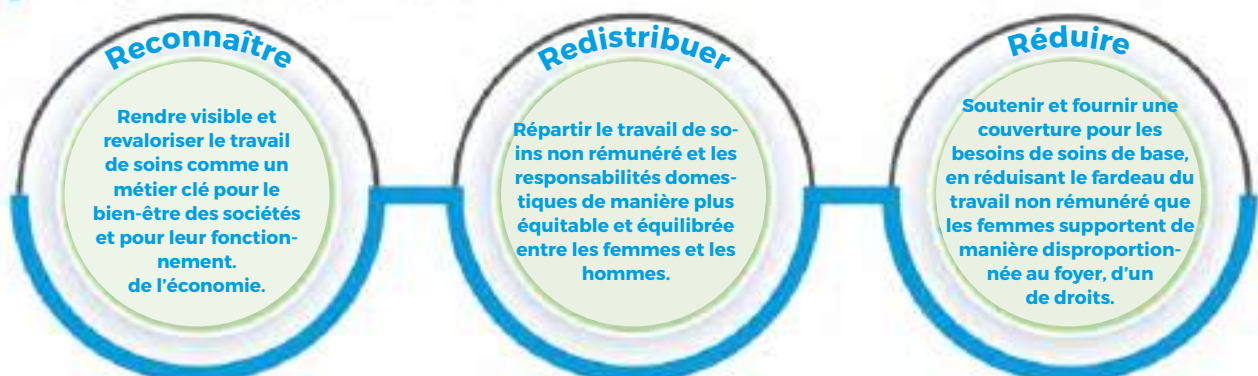 Reconnaître
Rendre visible et
revaloriser le travail
de soins comme un
métier clé pour le
bien-être des sociétés
et pour leur fonction-
nement.
de l'économie.
Redistribuer
Répartir le travail de so-
ins non rémunéré et les
responsabilités domes-
tiques de manière plus
équitable et équilibrée
entre les femmes et les
hommes.
Réduire
Soutenir et fournir une
couverture pour les
besoins de soins de base,
en réduisant le fardeau du
travail non rémunéré que
les femmes supportent de
manière disproportion-
née au foyer, d'un
de droits.